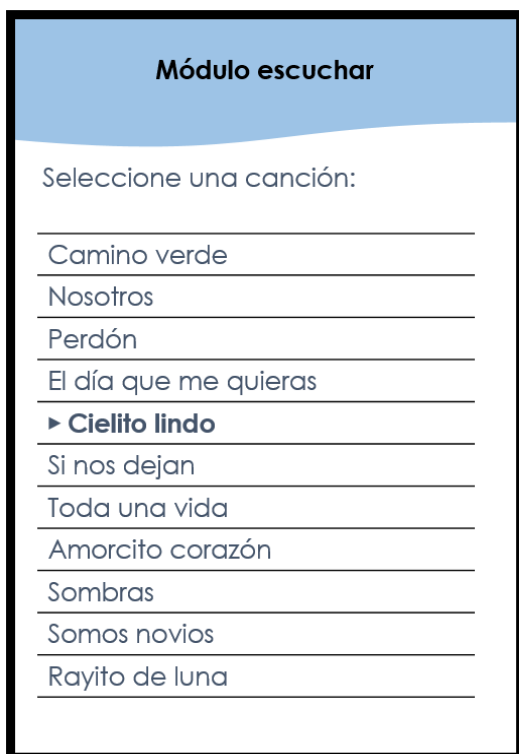 Módulo escuchar
Seleccione una canción:
Camino verde
Nosotros
Perdón
El día que me quieras
▸ Cielito lindo
Si nos dejan
Toda una vida
Amorcito corazón
Sombras
Somos novios
Rayito de luna